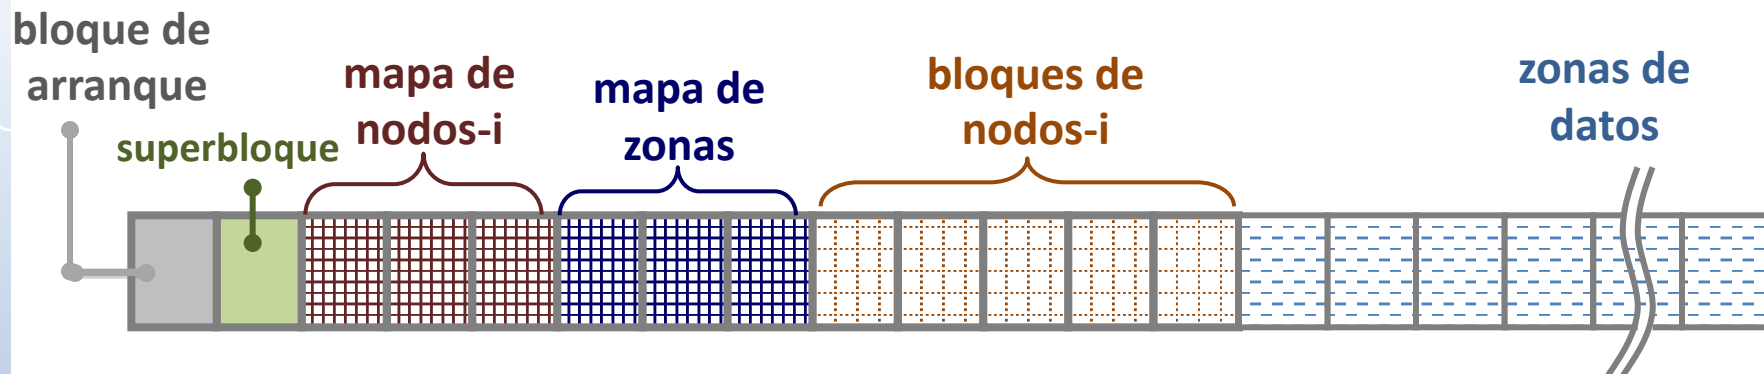 bloque de
arranque
superbloque
mapa de
nodos-i
mapa de
zonas
bloques de
nodos-i
zonas de
datos